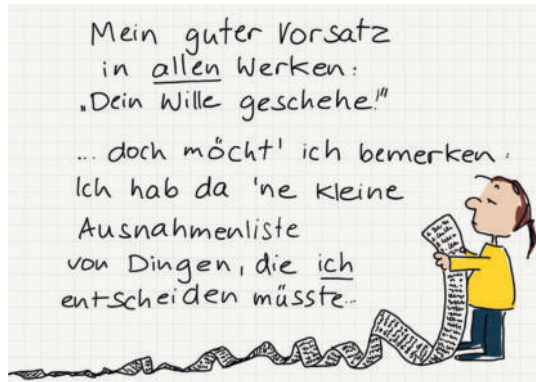 Mein guter Vorsatz
in allen Werken:
„Dein Wille geschehe!"
... doch möcht' ich bemerken:
Ich hab da 'ne kleine
Ausnahmenliste
von Dingen, die ich
entscheiden müsste...